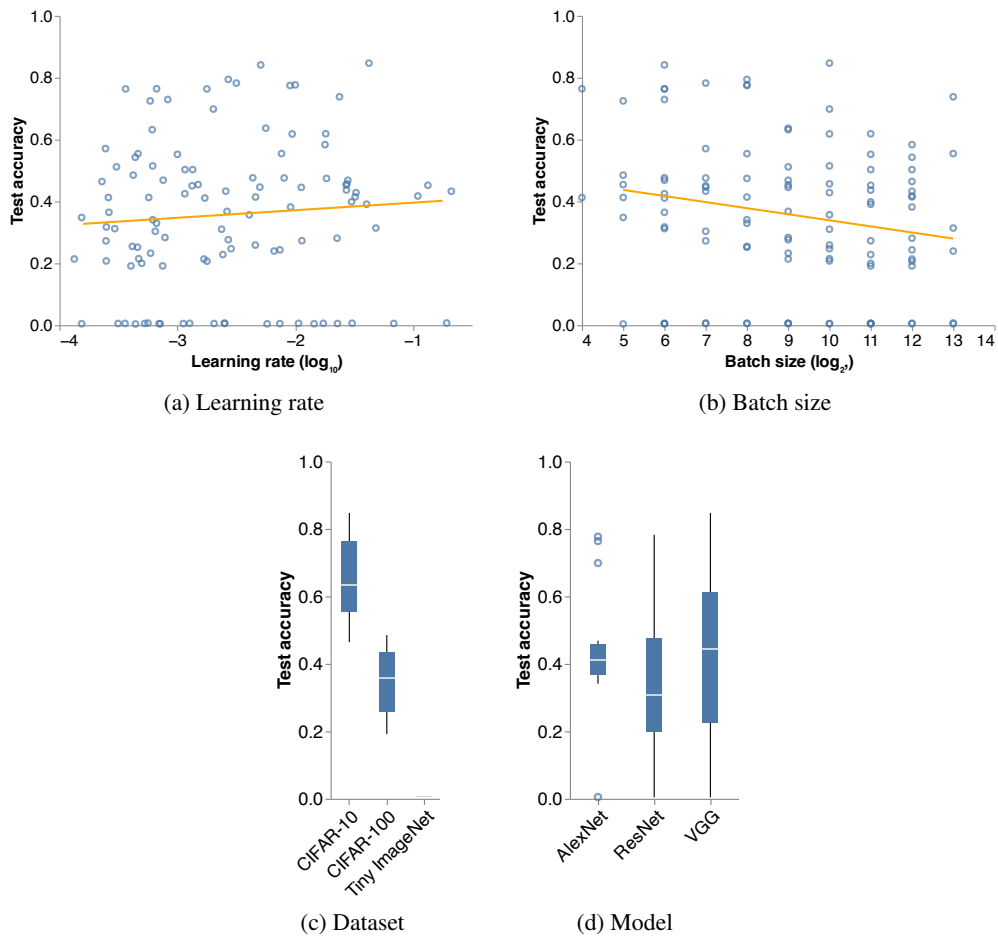 1.0
0.8
0.6
0.4
0.2
0.0
Test accuracy
−4 −3 −2 −1
Learning rate (log₁₀)
(a) Learning rate
1.0
0.8
0.6
0.4
0.2
0.0
Test accuracy
4 5 6 7 8 9 10 11 12 13 14
Batch size (log₂,)
(b) Batch size
1.0
0.8
0.6
0.4
0.2
0.0
Test accuracy
CIFAR-10
CIFAR-100
Tiny ImageNet
(c) Dataset
1.0
0.8
0.6
0.4
0.2
0.0
Test accuracy
AlexNet
ResNet
VGG
(d) Model